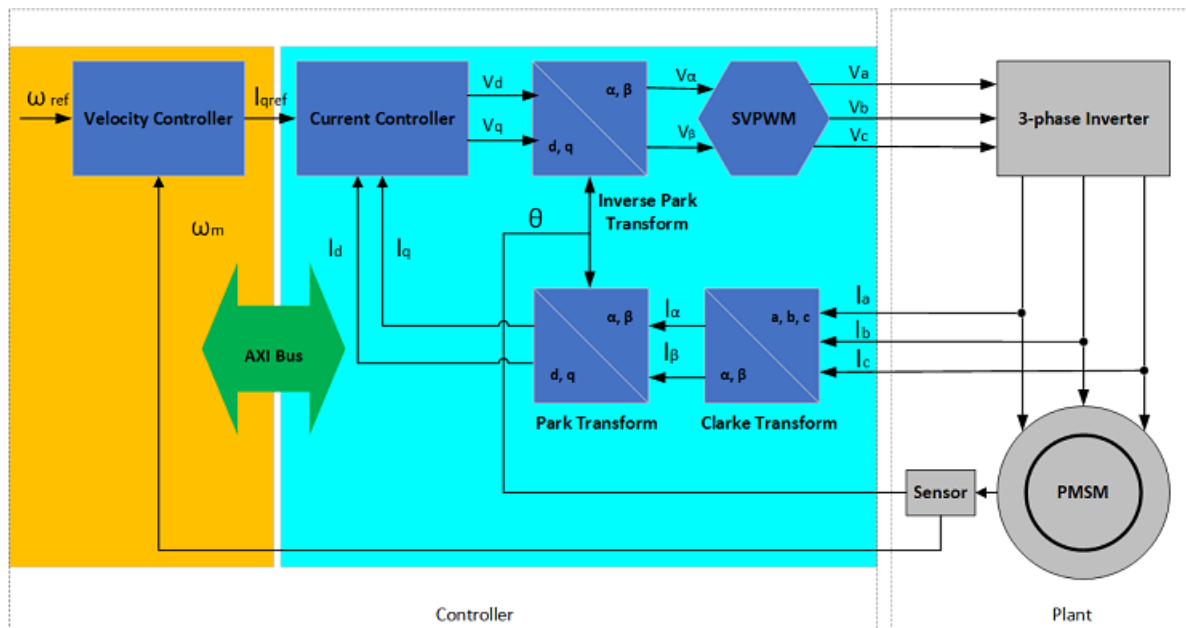 ω ref
Velocity Controller
Iqref
Current Controller
Vd
Vq
α, β
d, q
Vα
Vβ
SVPWM
Va
Vb
Vc
3-phase Inverter
Inverse Park
Transform
θ
ωm
Id
Iq
AXI Bus
α, β
d, q
Park Transform
Iα
Iβ
a, b, c
α, β
Clarke Transform
Ia
Ib
Ic
Sensor
PMSM
Controller
Plant